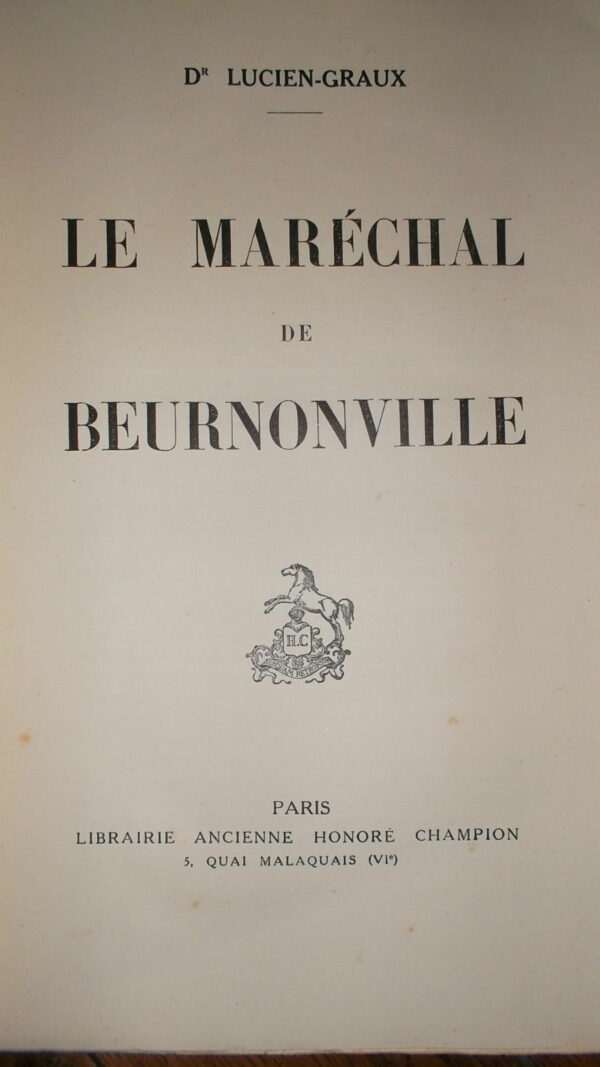 Dʳ LUCIEN-GRAUX
LE MARÉCHAL
DE
BEURNONVILLE
H.C
PARIS
LIBRAIRIE ANCIENNE HONORÉ CHAMPION
5, QUAI MALAQUAIS (VIᵉ)